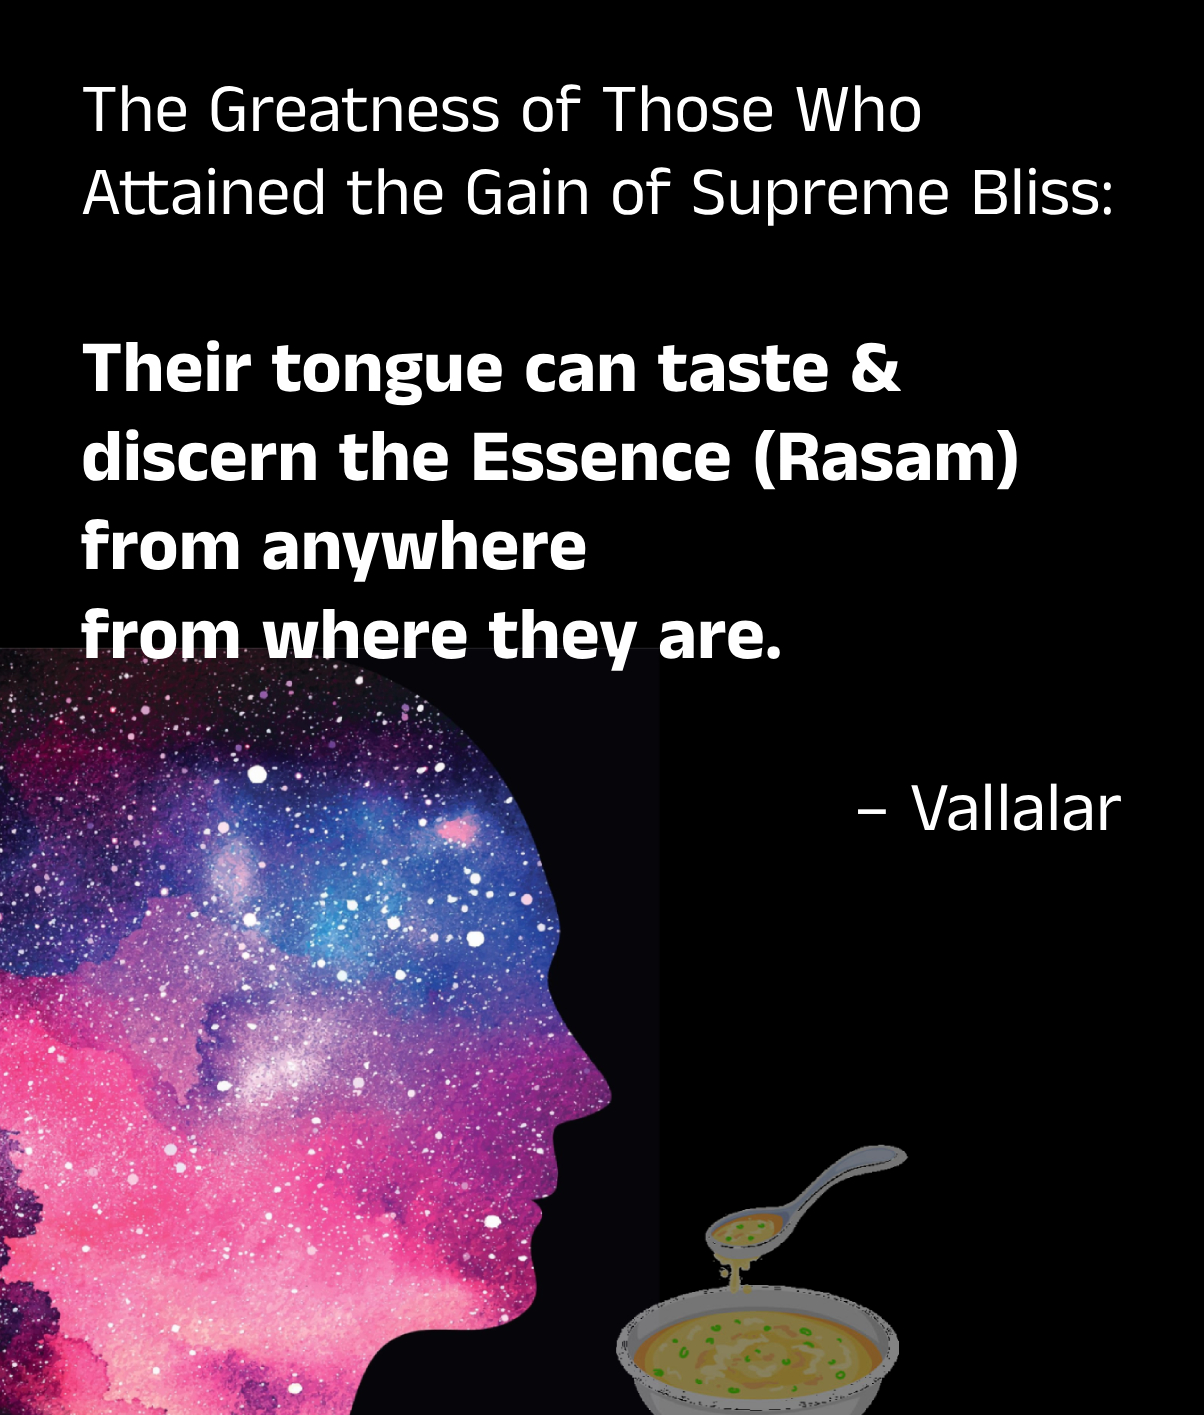 The Greatness of Those Who
Attained the Gain of Supreme Bliss:
Their tongue can taste &
discern the Essence (Rasam)
from anywhere
from where they are.
– Vallalar